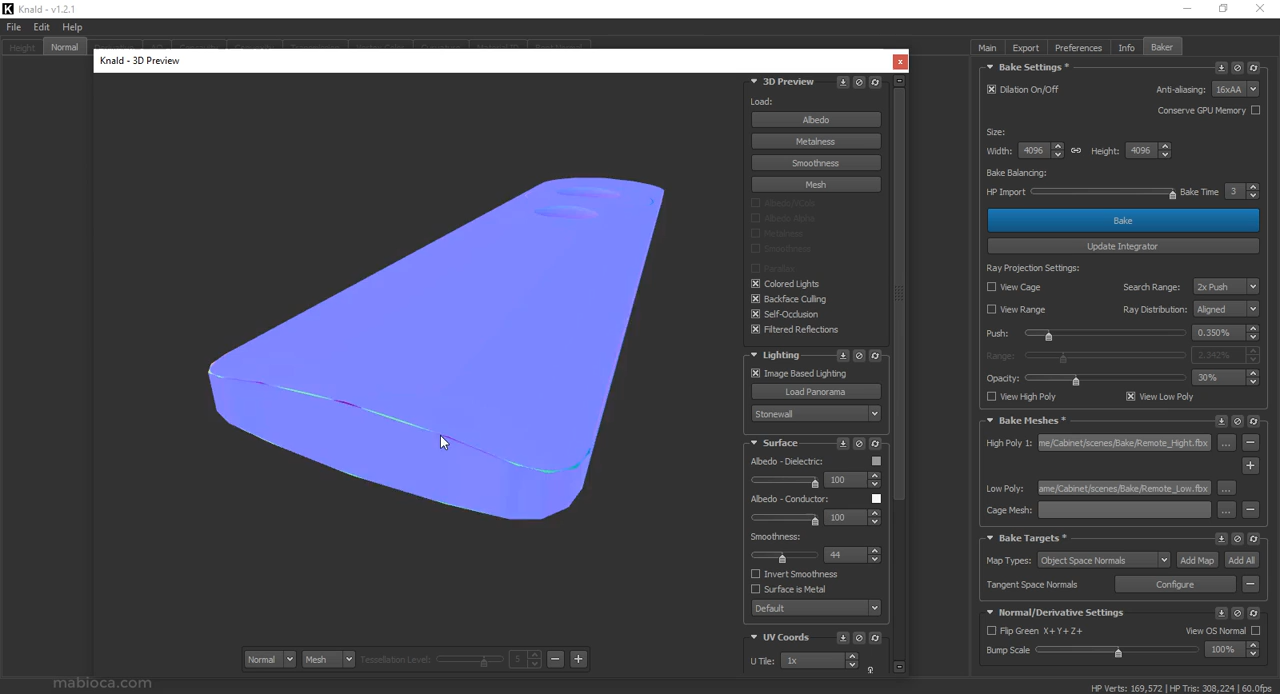 Knald - v1.2.1
File Edit Help
Height Normal
Main Export Preferences Info Baker
Knald - 3D Preview
3D Preview
Load:
Albedo
Metalness
Smoothness
Mesh
Albedo Alpha
Metalness
Smoothness
Parallax
Colored Lights
Backface Culling
Self-Occlusion
Filtered Reflections
Lighting
Image Based Lighting
Load Panorama
Stonewall
Surface
Albedo - Dielectric:
100
Albedo - Conductor:
100
Smoothness:
44
Invert Smoothness
Surface is Metal
Default
UV Coords
U Tile: 1x
Normal Mesh Tessellation Level: 5
Bake Settings *
Dilation On/Off Anti-aliasing: 16xAA
Conserve GPU Memory
Size:
Width: 4096 Height: 4096
Bake Balancing:
HP Import Bake Time 3
Bake
Update Integrator
Ray Projection Settings:
View Cage Search Range: 2x Push
View Range Ray Distribution: Aligned
Push: 0.350%
Range: 2.342%
Opacity: 30%
View High Poly View Low Poly
Bake Meshes *
High Poly 1: me/Cabinet/scenes/Bake/Remote_Hight.fbx ...
Low Poly: ame/Cabinet/scenes/Bake/Remote_Low.fbx ...
Cage Mesh: ...
Bake Targets *
Map Types: Object Space Normals Add Map Add All
Tangent Space Normals Configure
Normal/Derivative Settings
Flip Green X+ Y+ Z+ View OS Normal
Bump Scale 100%
mabioca.com
HP Verts: 169,572 | HP Tris: 308,224 | 60.0fps